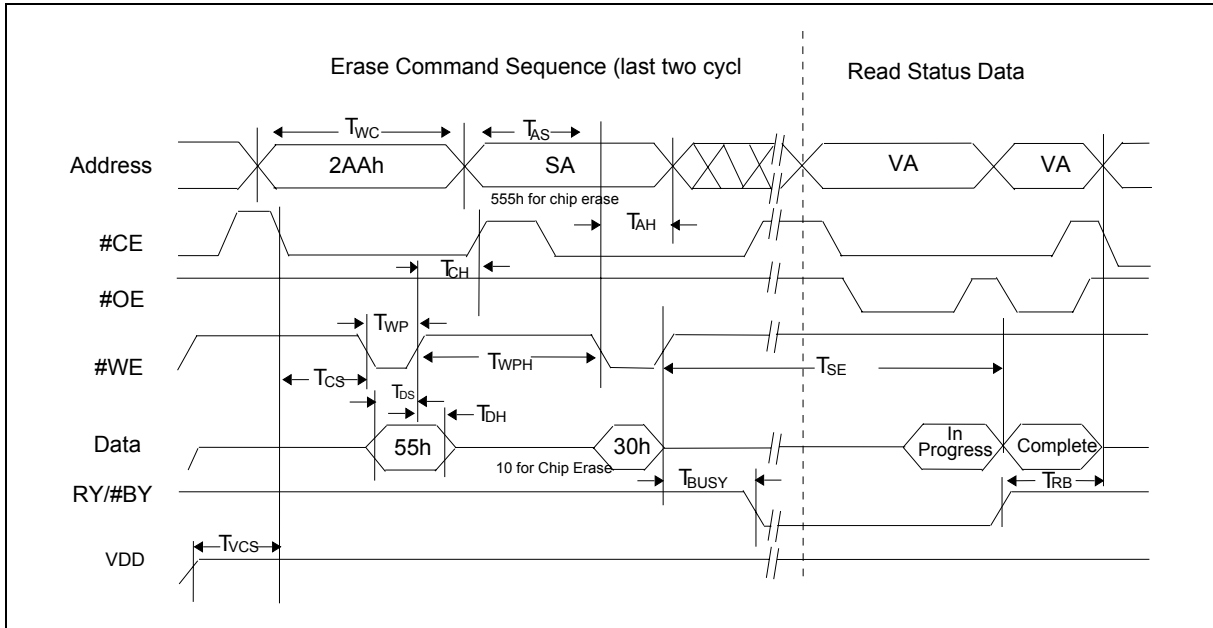 Erase Command Sequence (last two cycl
Read Status Data
TWC
TAS
Address
2AAh
SA
VA
VA
555h for chip erase
TAH
#CE
TCH
#OE
TWP
#WE
TWPH
TSE
TCS
TDS
TDH
Data
55h
30h
In
Progress
Complete
10 for Chip Erase
TBUSY
TRB
RY/#BY
TVCS
VDD